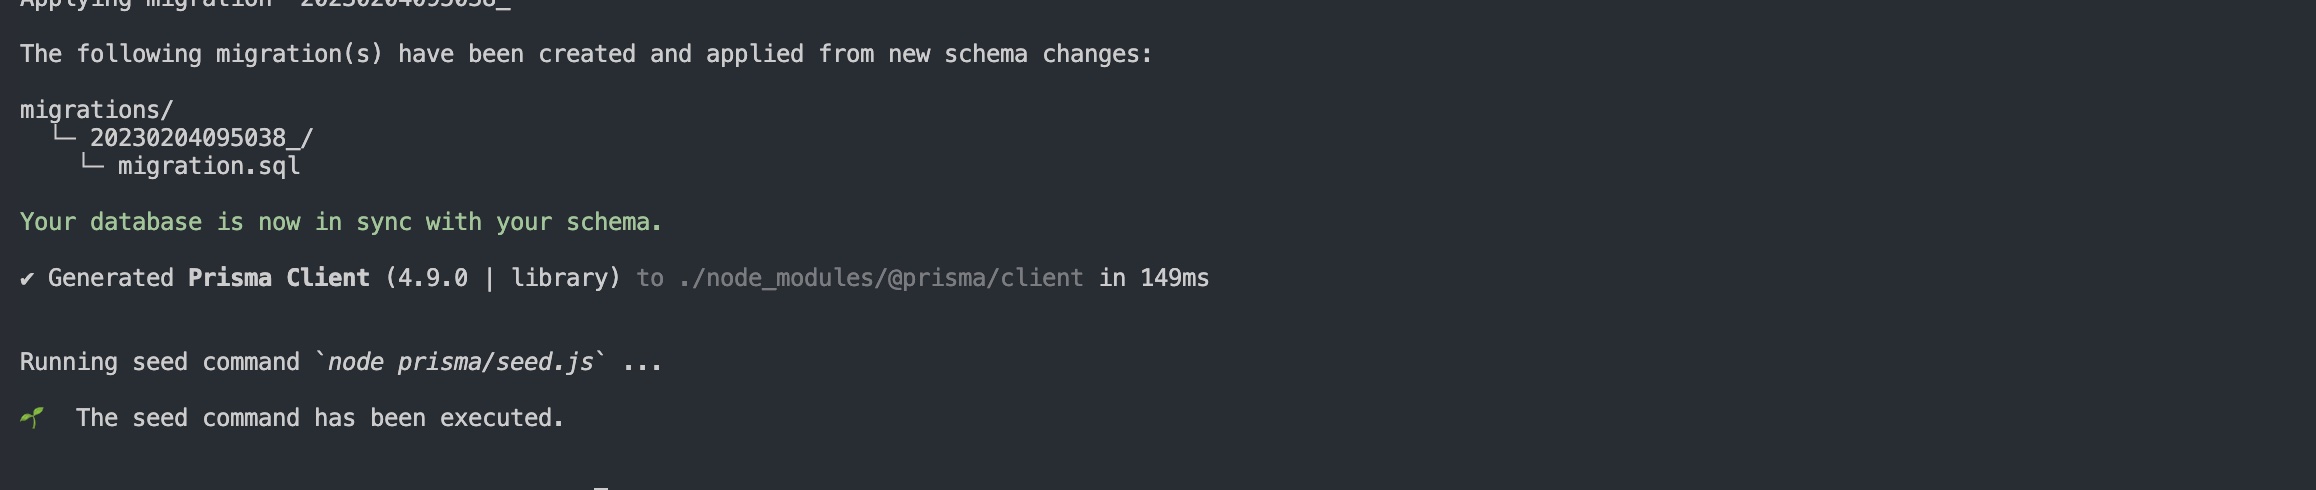 Applying migration `20230204095038_`
The following migration(s) have been created and applied from new schema changes:
migrations/
└─ 20230204095038_/
└─ migration.sql
Your database is now in sync with your schema.
✔ Generated Prisma Client (4.9.0 | library) to ./node_modules/@prisma/client in 149ms
Running seed command `node prisma/seed.js` ...
🌱 The seed command has been executed.